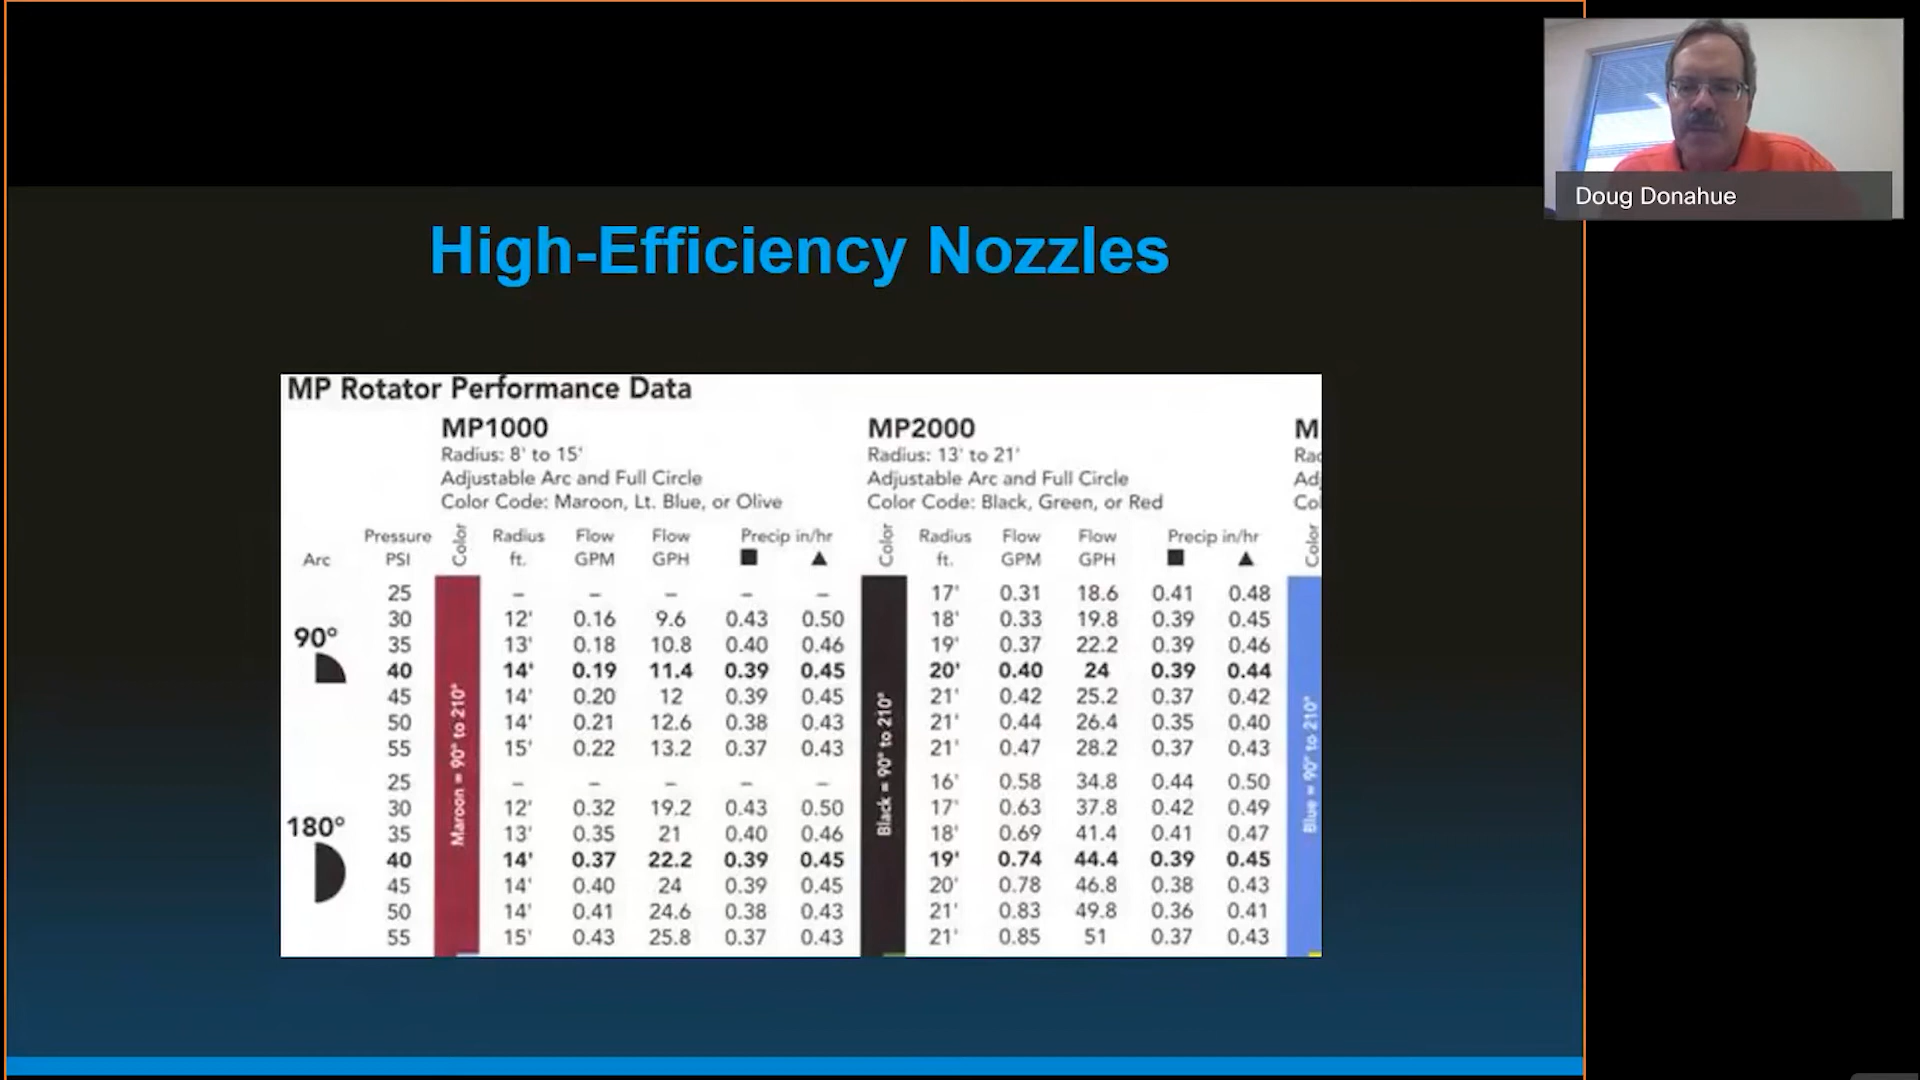 Doug Donahue
High-Efficiency Nozzles
MP Rotator Performance Data
MP1000 MP2000 M
Radius: 8' to 15' Radius: 13' to 21' Rad
Adjustable Arc and Full Circle Adjustable Arc and Full Circle Adj
Color Code: Maroon, Lt. Blue, or Olive Color Code: Black, Green, or Red Col
Arc Pressure PSI Color Radius ft. Flow GPM Flow GPH Precip in/hr ■ ▲ Color Radius ft. Flow GPM Flow GPH Precip in/hr ■ ▲ Color
Maroon = 90° to 210°
Black = 90° to 210°
Blue = 90° to 210°
90°
25 – – – – – 17' 0.31 18.6 0.41 0.48
30 12' 0.16 9.6 0.43 0.50 18' 0.33 19.8 0.39 0.45
35 13' 0.18 10.8 0.40 0.46 19' 0.37 22.2 0.39 0.46
40 14' 0.19 11.4 0.39 0.45 20' 0.40 24 0.39 0.44
45 14' 0.20 12 0.39 0.45 21' 0.42 25.2 0.37 0.42
50 14' 0.21 12.6 0.38 0.43 21' 0.44 26.4 0.35 0.40
55 15' 0.22 13.2 0.37 0.43 21' 0.47 28.2 0.37 0.43
180°
25 – – – – – 16' 0.58 34.8 0.44 0.50
30 12' 0.32 19.2 0.43 0.50 17' 0.63 37.8 0.42 0.49
35 13' 0.35 21 0.40 0.46 18' 0.69 41.4 0.41 0.47
40 14' 0.37 22.2 0.39 0.45 19' 0.74 44.4 0.39 0.45
45 14' 0.40 24 0.39 0.45 20' 0.78 46.8 0.38 0.43
50 14' 0.41 24.6 0.38 0.43 21' 0.83 49.8 0.36 0.41
55 15' 0.43 25.8 0.37 0.43 21' 0.85 51 0.37 0.43